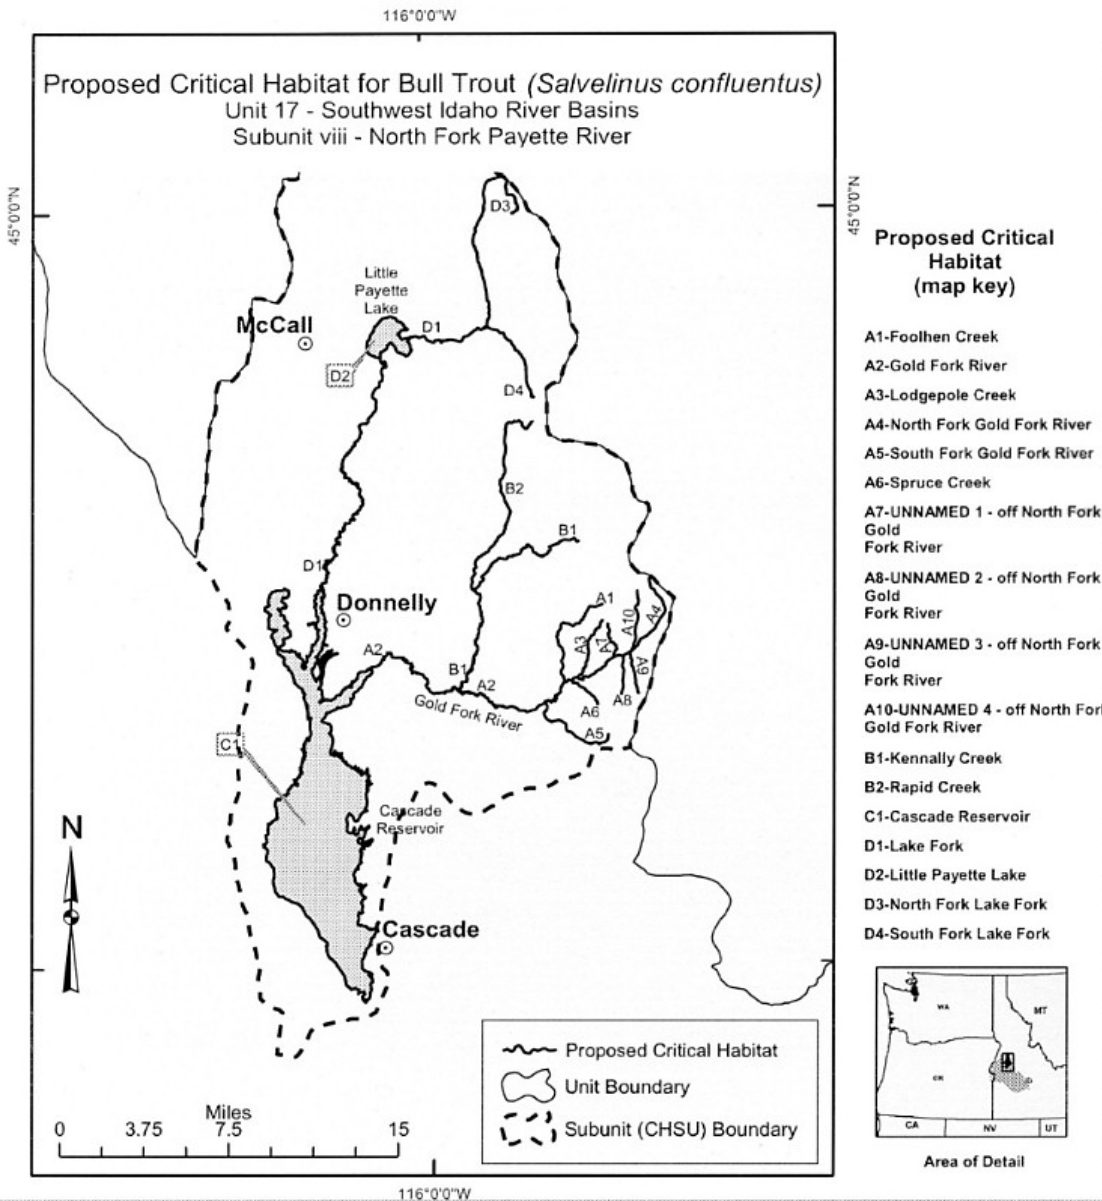 116°0'0"W
Proposed Critical Habitat for Bull Trout (Salvelinus confluentus)
Unit 17 - Southwest Idaho River Basins
Subunit viii - North Fork Payette River
45°0'0"N
45°0'0"N
D3
Little
Payette
Lake
McCall
D1
D2
D4
B2
B1
D1
Donnelly
A1
A10
A4
A3
A7
A2
B1
A2
A9
A8
A6
Gold Fork River
A5
C1
Cascade
Reservoir
N
Cascade
Proposed Critical Habitat
Unit Boundary
Subunit (CHSU) Boundary
Miles
0 3.75 7.5 15
116°0'0"W
Proposed Critical
Habitat
(map key)
A1-Foolhen Creek
A2-Gold Fork River
A3-Lodgepole Creek
A4-North Fork Gold Fork River
A5-South Fork Gold Fork River
A6-Spruce Creek
A7-UNNAMED 1 - off North Fork
Gold
Fork River
A8-UNNAMED 2 - off North Fork
Gold
Fork River
A9-UNNAMED 3 - off North Fork
Gold
Fork River
A10-UNNAMED 4 - off North For
Gold Fork River
B1-Kennally Creek
B2-Rapid Creek
C1-Cascade Reservoir
D1-Lake Fork
D2-Little Payette Lake
D3-North Fork Lake Fork
D4-South Fork Lake Fork
WA
MT
OR
CA
NV
UT
Area of Detail